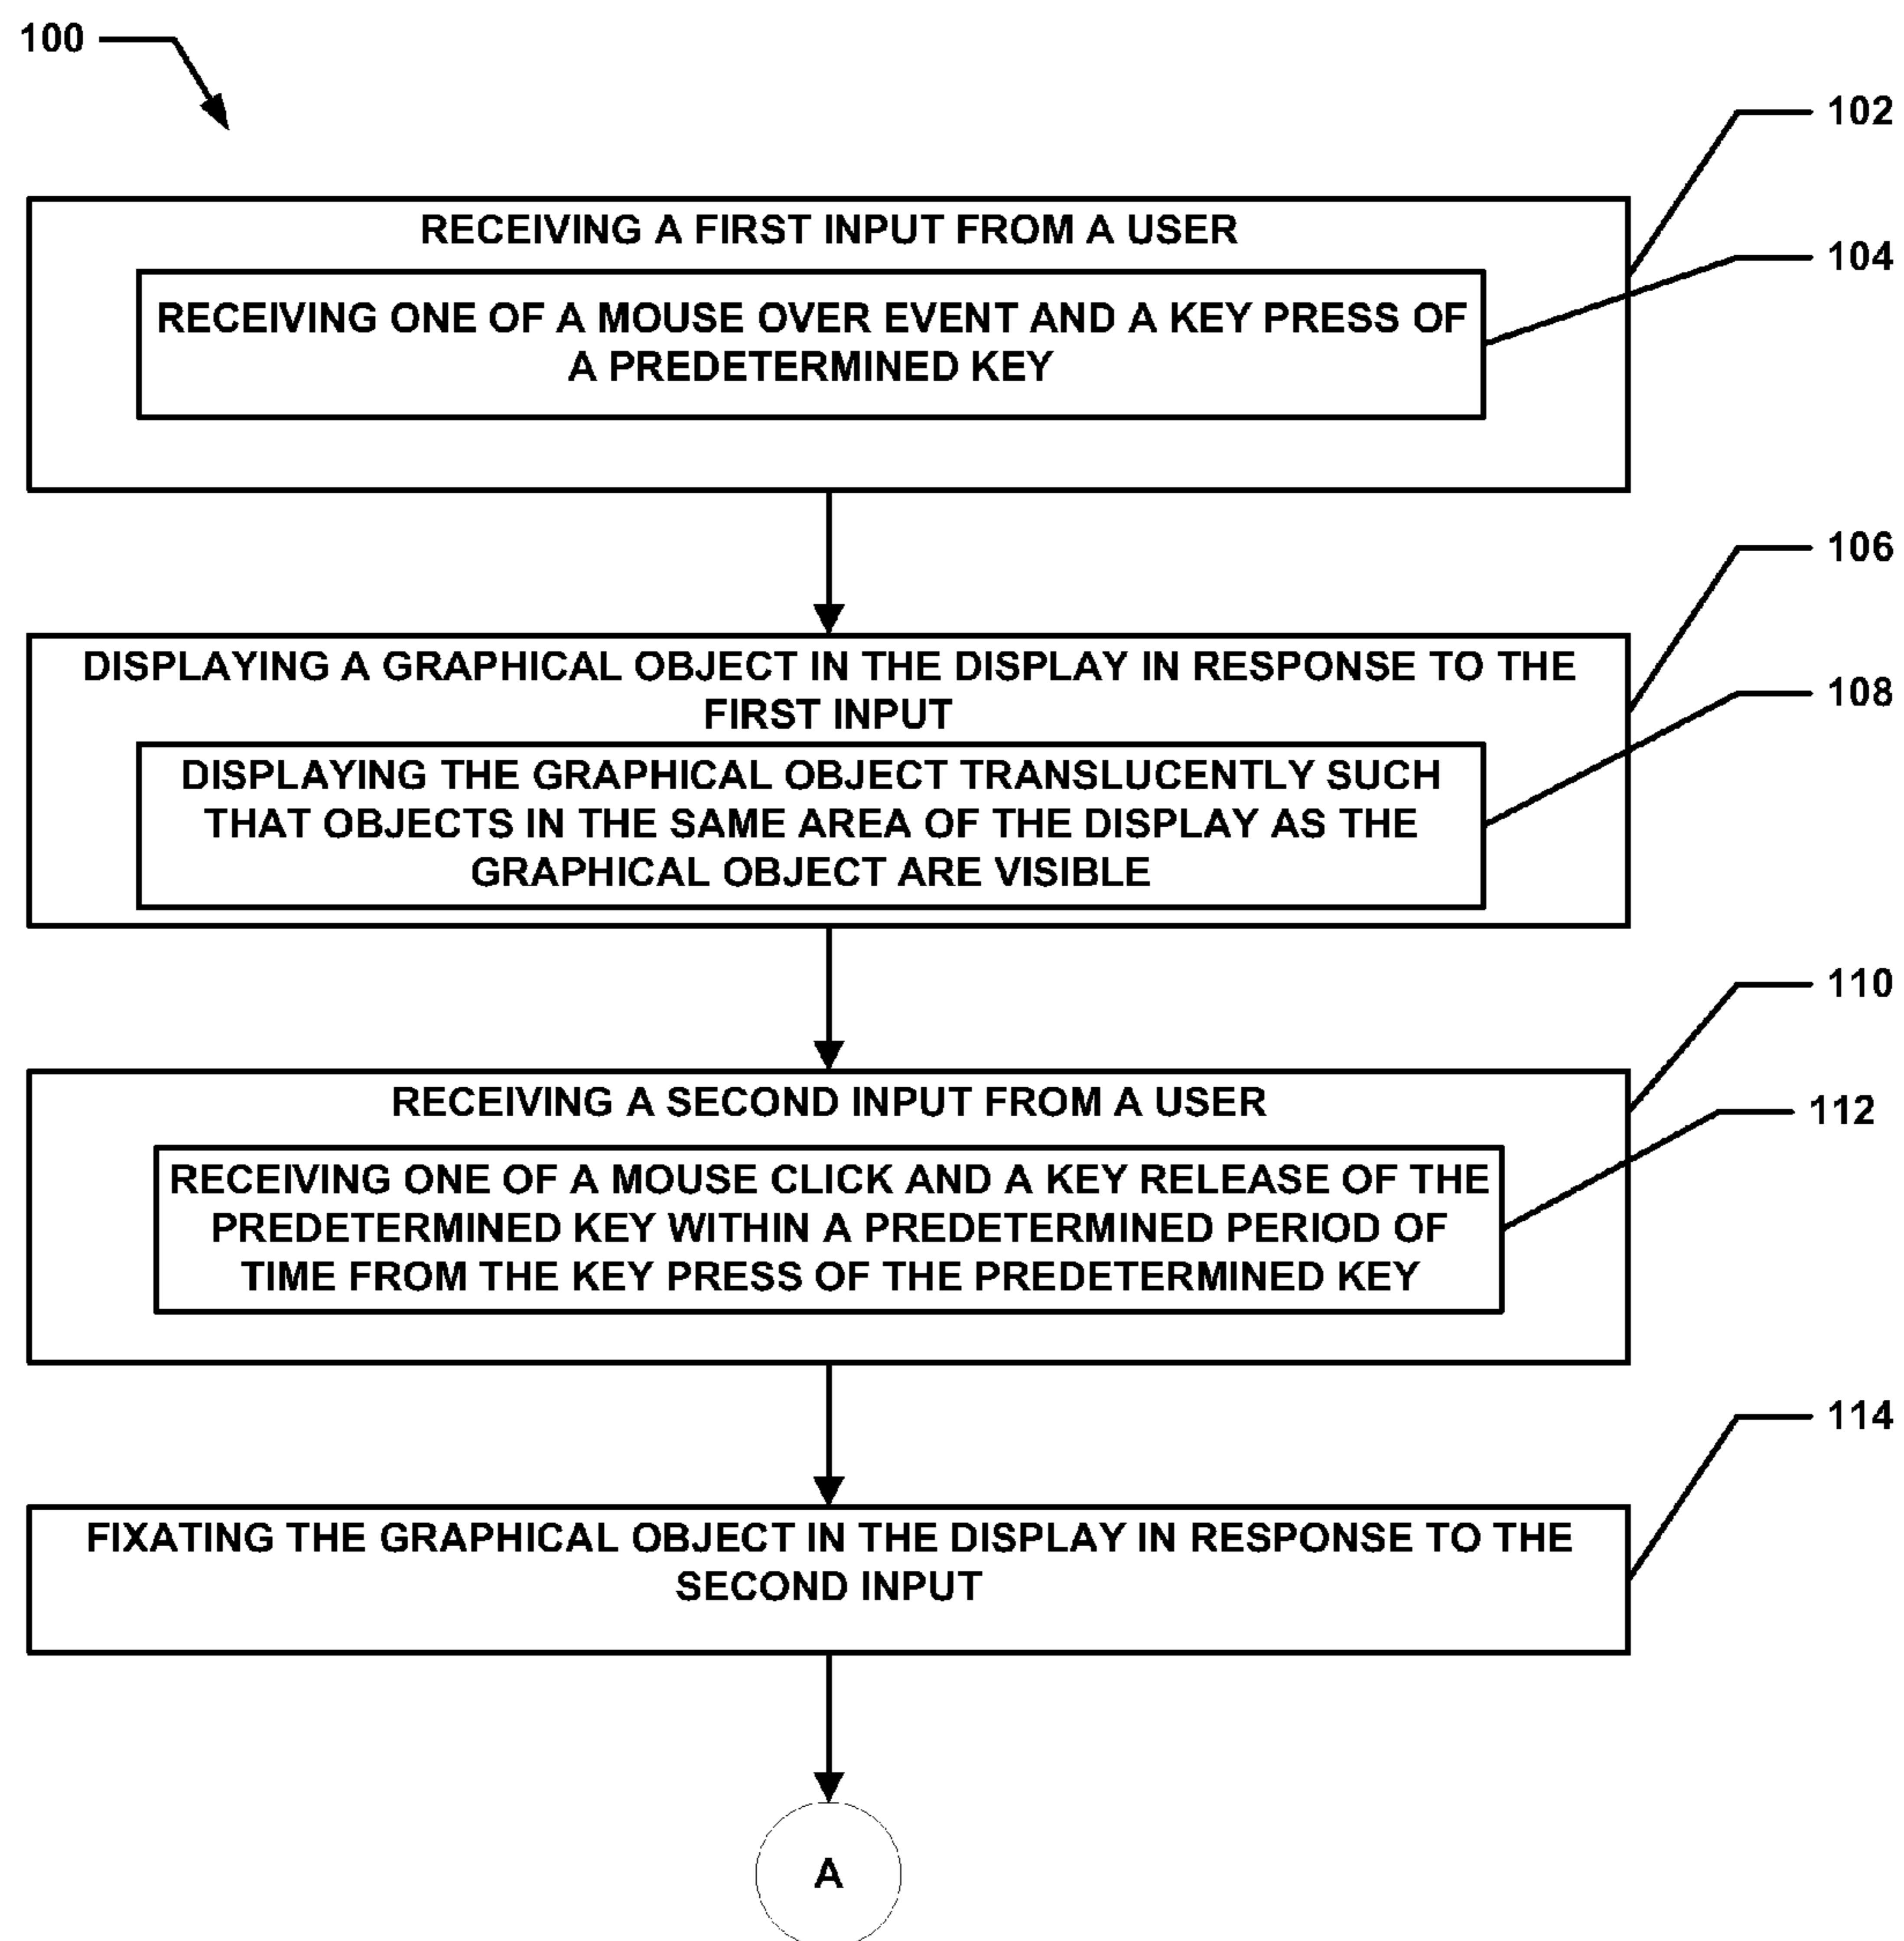 100
102
RECEIVING A FIRST INPUT FROM A USER
104
RECEIVING ONE OF A MOUSE OVER EVENT AND A KEY PRESS OF
A PREDETERMINED KEY
106
DISPLAYING A GRAPHICAL OBJECT IN THE DISPLAY IN RESPONSE TO THE
FIRST INPUT
108
DISPLAYING THE GRAPHICAL OBJECT TRANSLUCENTLY SUCH
THAT OBJECTS IN THE SAME AREA OF THE DISPLAY AS THE
GRAPHICAL OBJECT ARE VISIBLE
110
RECEIVING A SECOND INPUT FROM A USER
112
RECEIVING ONE OF A MOUSE CLICK AND A KEY RELEASE OF THE
PREDETERMINED KEY WITHIN A PREDETERMINED PERIOD OF
TIME FROM THE KEY PRESS OF THE PREDETERMINED KEY
114
FIXATING THE GRAPHICAL OBJECT IN THE DISPLAY IN RESPONSE TO THE
SECOND INPUT
A